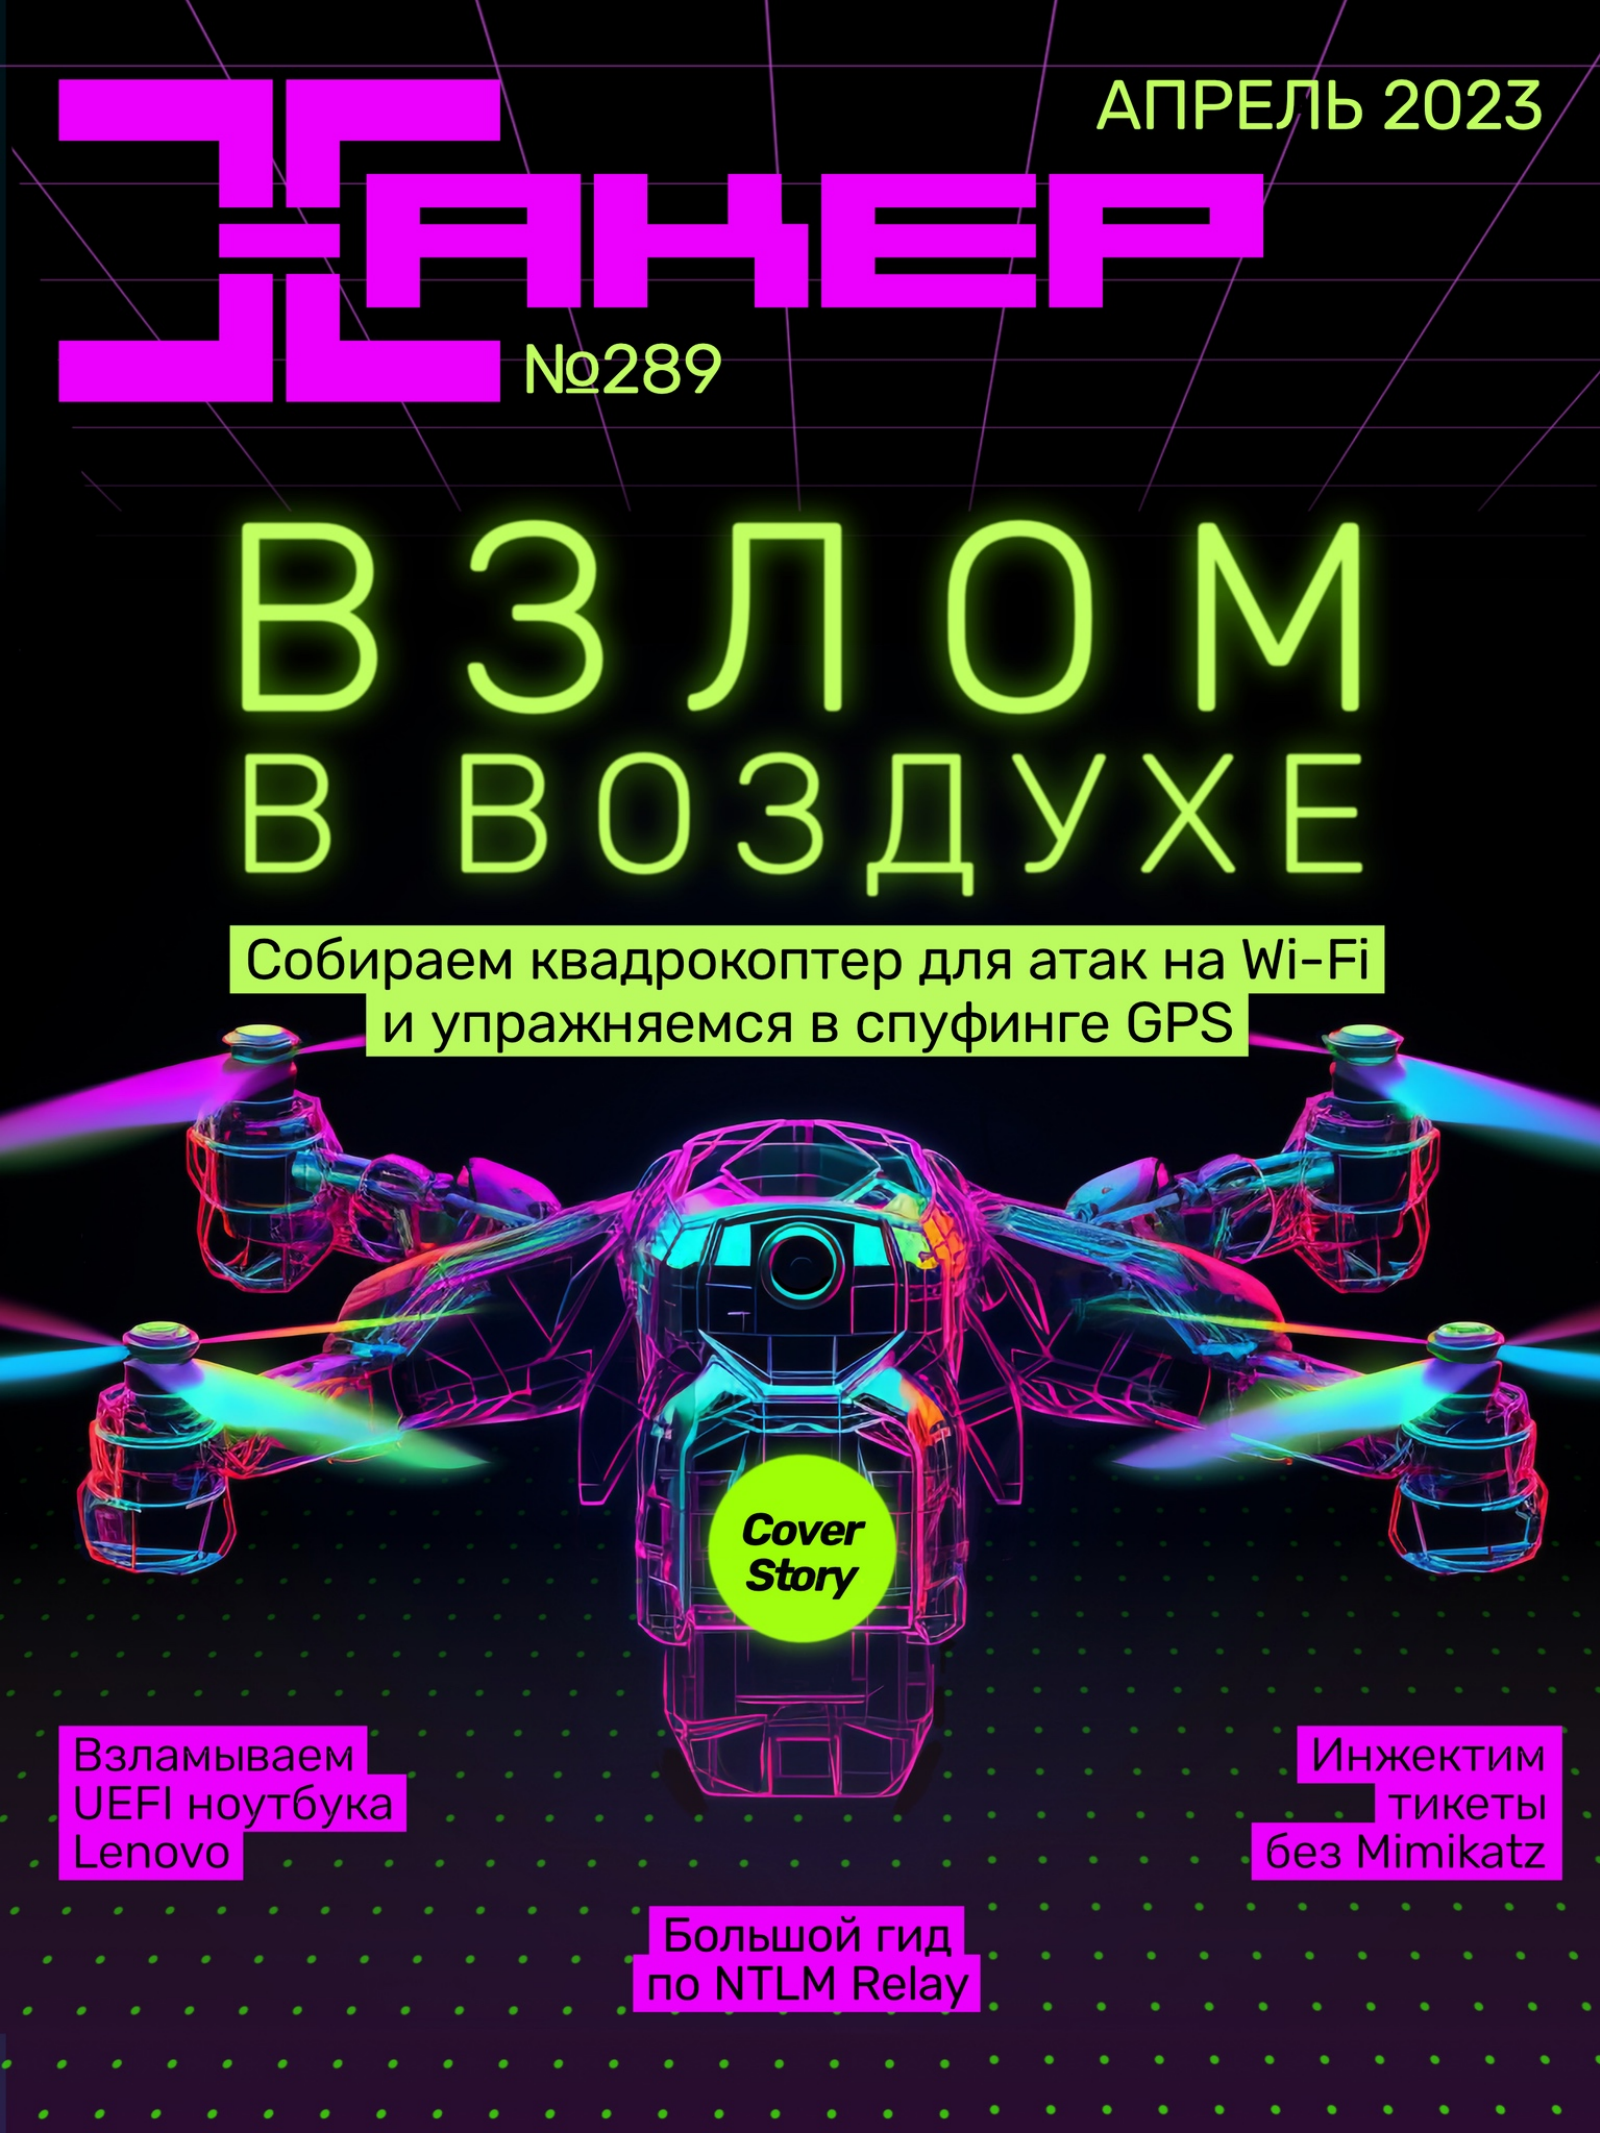 АПРЕЛЬ 2023
ХАКЕР
№289
ВЗЛОМ
В ВОЗДУХЕ
Собираем квадрокоптер для атак на Wi-Fi
и упражняемся в спуфинге GPS
Cover
Story
Взламываем
UEFI ноутбука
Lenovo
Инжектим
тикеты
без Mimikatz
Большой гид
по NTLM Relay